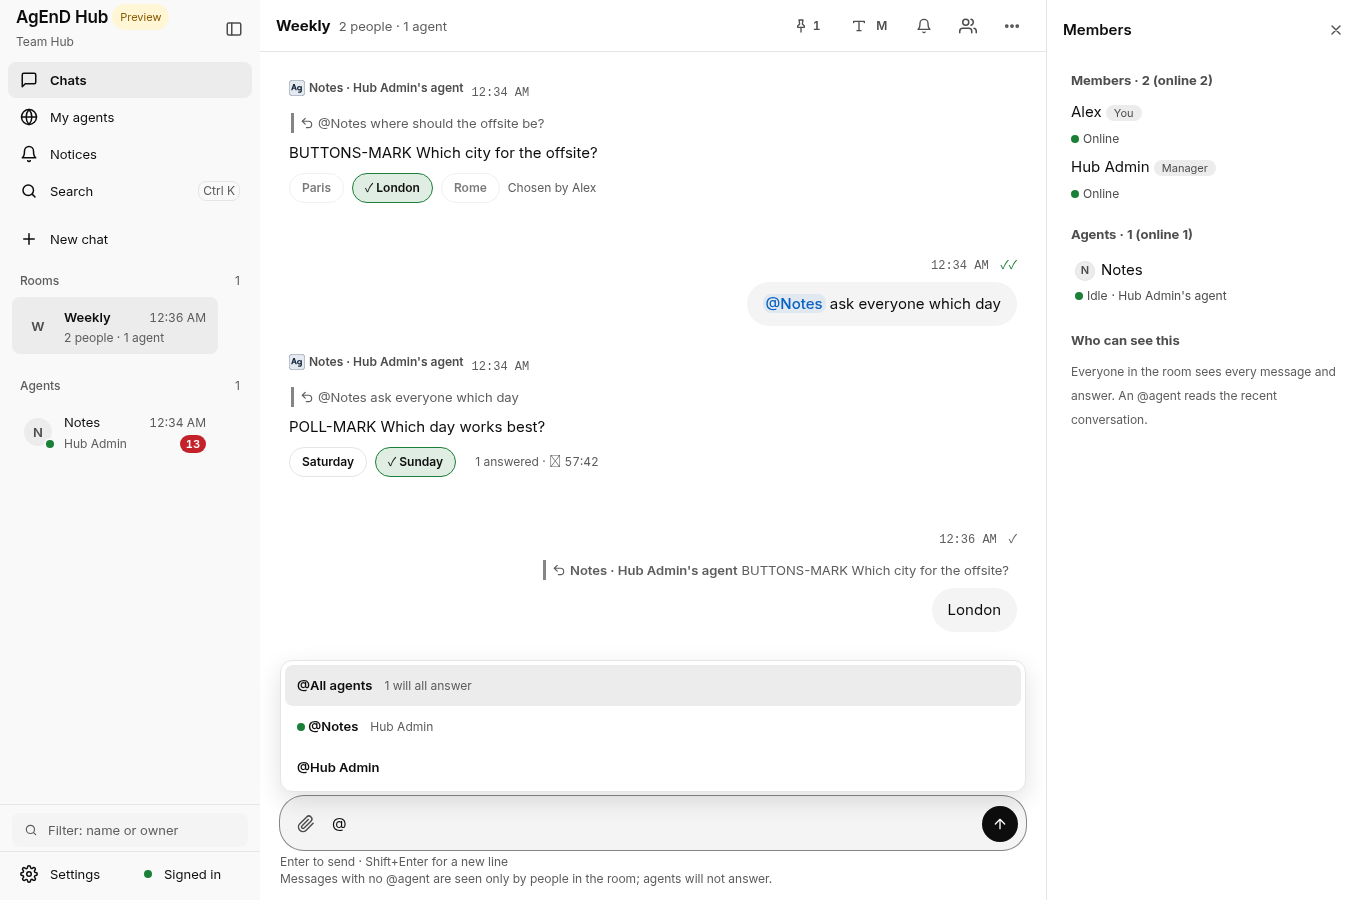 AgEnD Hub Preview
Team Hub
Chats
My agents
Notices
Search Ctrl K
New chat
Rooms 1
W Weekly 12:36 AM
2 people · 1 agent
Agents 1
N Notes 12:34 AM
Hub Admin 13
Filter: name or owner
Settings Signed in
Weekly 2 people · 1 agent 1 M
Ag Notes · Hub Admin's agent 12:34 AM
@Notes where should the offsite be?
BUTTONS-MARK Which city for the offsite?
Paris ✓ London Rome Chosen by Alex
12:34 AM ✓✓
@Notes ask everyone which day
Ag Notes · Hub Admin's agent 12:34 AM
@Notes ask everyone which day
POLL-MARK Which day works best?
Saturday ✓ Sunday 1 answered · 57:42
12:36 AM ✓
Notes · Hub Admin's agent BUTTONS-MARK Which city for the offsite?
London
@All agents 1 will all answer
@Notes Hub Admin
@Hub Admin
@
Enter to send · Shift+Enter for a new line
Messages with no @agent are seen only by people in the room; agents will not answer.
Members
Members · 2 (online 2)
Alex You
Online
Hub Admin Manager
Online
Agents · 1 (online 1)
N Notes
Idle · Hub Admin's agent
Who can see this
Everyone in the room sees every message and
answer. An @agent reads the recent
conversation.